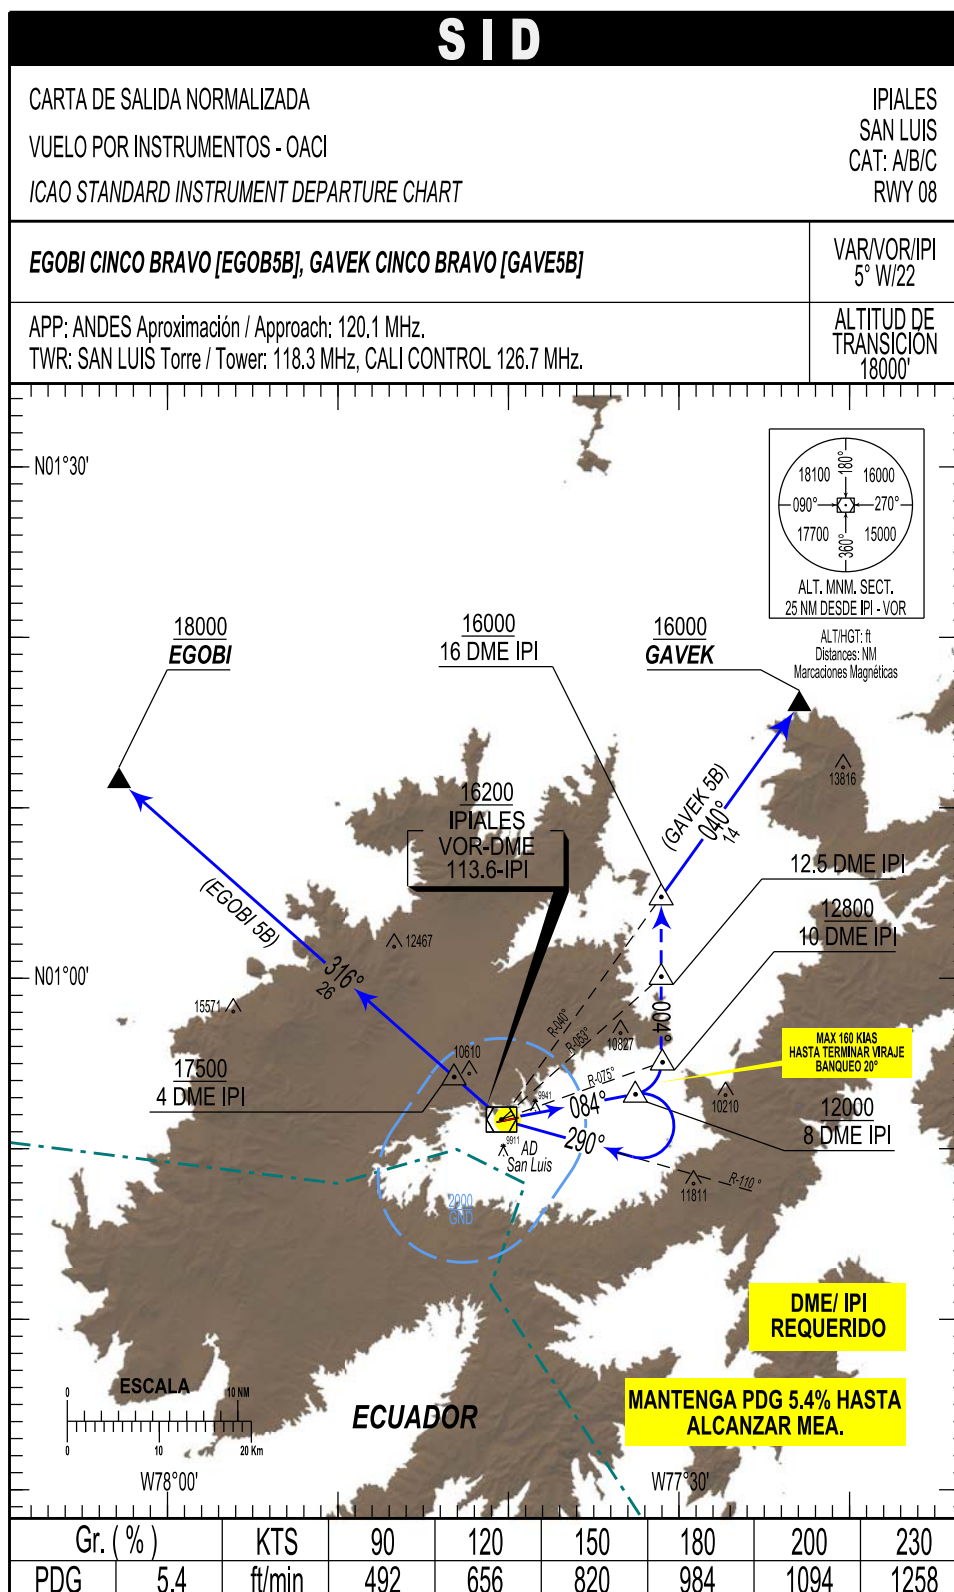 SID
CARTA DE SALIDA NORMALIZADA
VUELO POR INSTRUMENTOS - OACI
ICAO STANDARD INSTRUMENT DEPARTURE CHART
IPIALES
SAN LUIS
CAT: A/B/C
RWY 08
EGOBI CINCO BRAVO [EGOB5B], GAVEK CINCO BRAVO [GAVE5B]
VAR/VOR/IPI
5° W/22
APP: ANDES Aproximación / Approach: 120.1 MHz.
TWR: SAN LUIS Torre / Tower: 118.3 MHz, CALI CONTROL 126.7 MHz.
ALTITUD DE
TRANSICIÓN
18000'
N01°30'
18100
180°
16000
090°
270°
17700
360°
15000
ALT. MNM. SECT.
25 NM DESDE IPI - VOR
ALT/HGT: ft
Distances: NM
Marcaciones Magnéticas
18000
EGOBI
16000
16 DME IPI
16000
GAVEK
13816
16200
IPIALES
VOR-DME
113.6-IPI
(GAVEK 5B)
040°
14
12.5 DME IPI
(EGOBI 5B)
316°
26
12467
12800
10 DME IPI
N01°00'
15571
R-040°
R-053°
10827
004°
MAX 160 KIAS
HASTA TERMINAR VIRAJE
BANQUEO 20°
17500
4 DME IPI
10610
R-075°
9941
084°
10210
12000
8 DME IPI
290°
9911
AD
San Luis
R-110°
11811
2000
GND
DME/ IPI
REQUERIDO
ESCALA
0
10 NM
0
10
20 Km
ECUADOR
MANTENGA PDG 5.4% HASTA
ALCANZAR MEA.
W78°00'
W77°30'
Gr. ( % ) KTS 90 120 150 180 200 230
PDG 5.4 ft/min 492 656 820 984 1094 1258